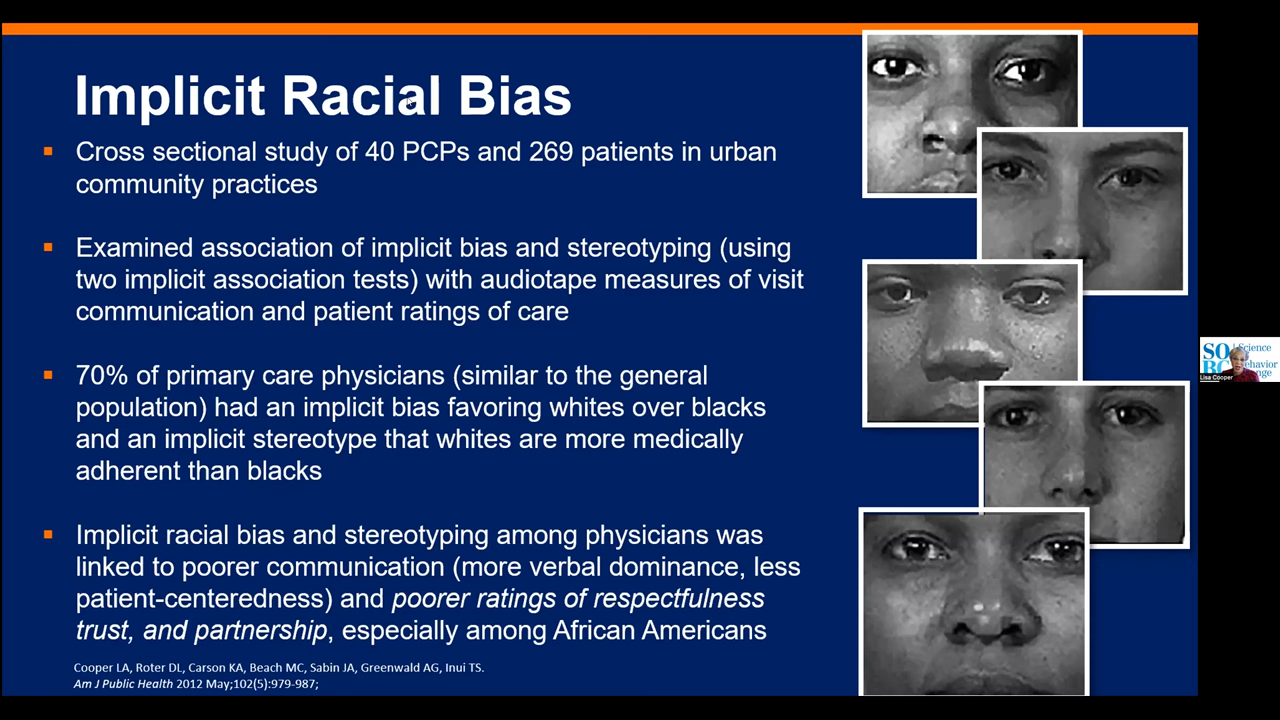 Implicit Racial Bias
▪ Cross sectional study of 40 PCPs and 269 patients in urban
community practices
▪ Examined association of implicit bias and stereotyping (using
two implicit association tests) with audiotape measures of visit
communication and patient ratings of care
▪ 70% of primary care physicians (similar to the general
population) had an implicit bias favoring whites over blacks
and an implicit stereotype that whites are more medically
adherent than blacks
▪ Implicit racial bias and stereotyping among physicians was
linked to poorer communication (more verbal dominance, less
patient-centeredness) and poorer ratings of respectfulness
trust, and partnership, especially among African Americans
Cooper LA, Roter DL, Carson KA, Beach MC, Sabin JA, Greenwald AG, Inui TS.
Am J Public Health 2012 May;102(5):979-987;
Science
Lisa Cooper